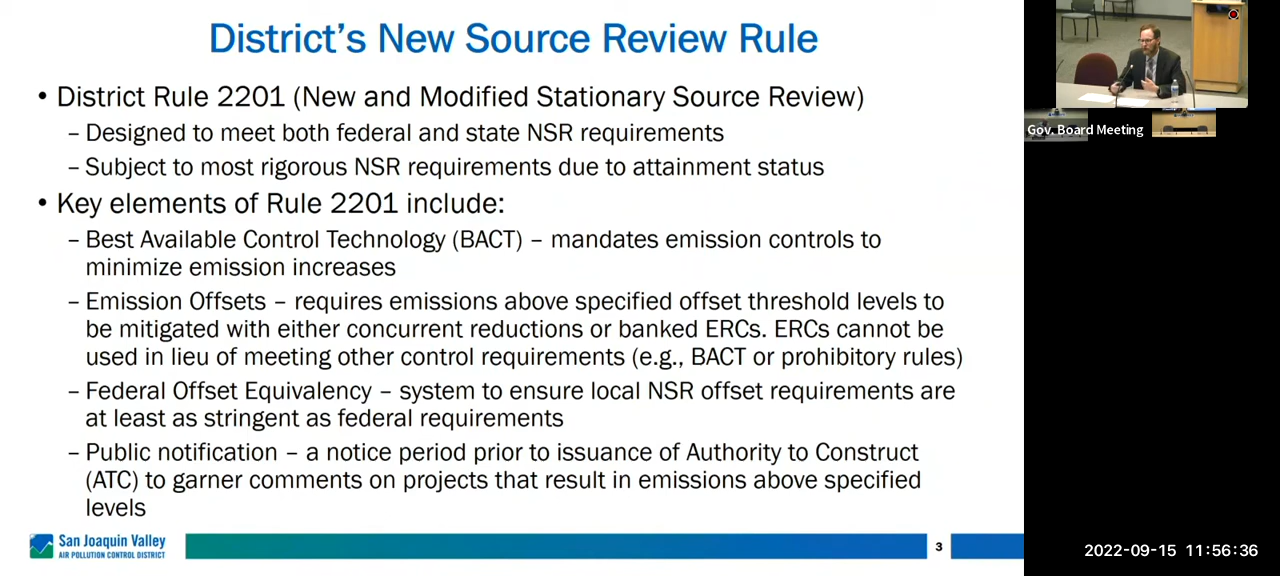 District's New Source Review Rule
• District Rule 2201 (New and Modified Stationary Source Review)
– Designed to meet both federal and state NSR requirements
– Subject to most rigorous NSR requirements due to attainment status
• Key elements of Rule 2201 include:
– Best Available Control Technology (BACT) – mandates emission controls to
minimize emission increases
– Emission Offsets – requires emissions above specified offset threshold levels to
be mitigated with either concurrent reductions or banked ERCs. ERCs cannot be
used in lieu of meeting other control requirements (e.g., BACT or prohibitory rules)
– Federal Offset Equivalency – system to ensure local NSR offset requirements are
at least as stringent as federal requirements
– Public notification – a notice period prior to issuance of Authority to Construct
(ATC) to garner comments on projects that result in emissions above specified
levels
San Joaquin Valley
AIR POLLUTION CONTROL DISTRICT
3
Gov. Board Meeting
2022-09-15 11:56:36